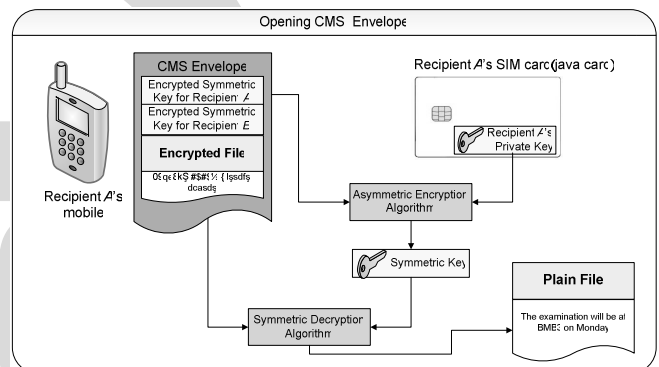 Opening CMS Envelope
CMS Envelope
Encrypted Symmetric
Key for Recipient A
Encrypted Symmetric
Key for Recipient B
Encrypted File
dcasdş
Recipient A's
mobile
Recipient A's SIM card(java card)
Recipient A's
Private Key
Asymmetric Encryption
Algorithm
Symmetric Key
Symmetric Decryption
Algorithm
Plain File
The examination will be at
on Monday